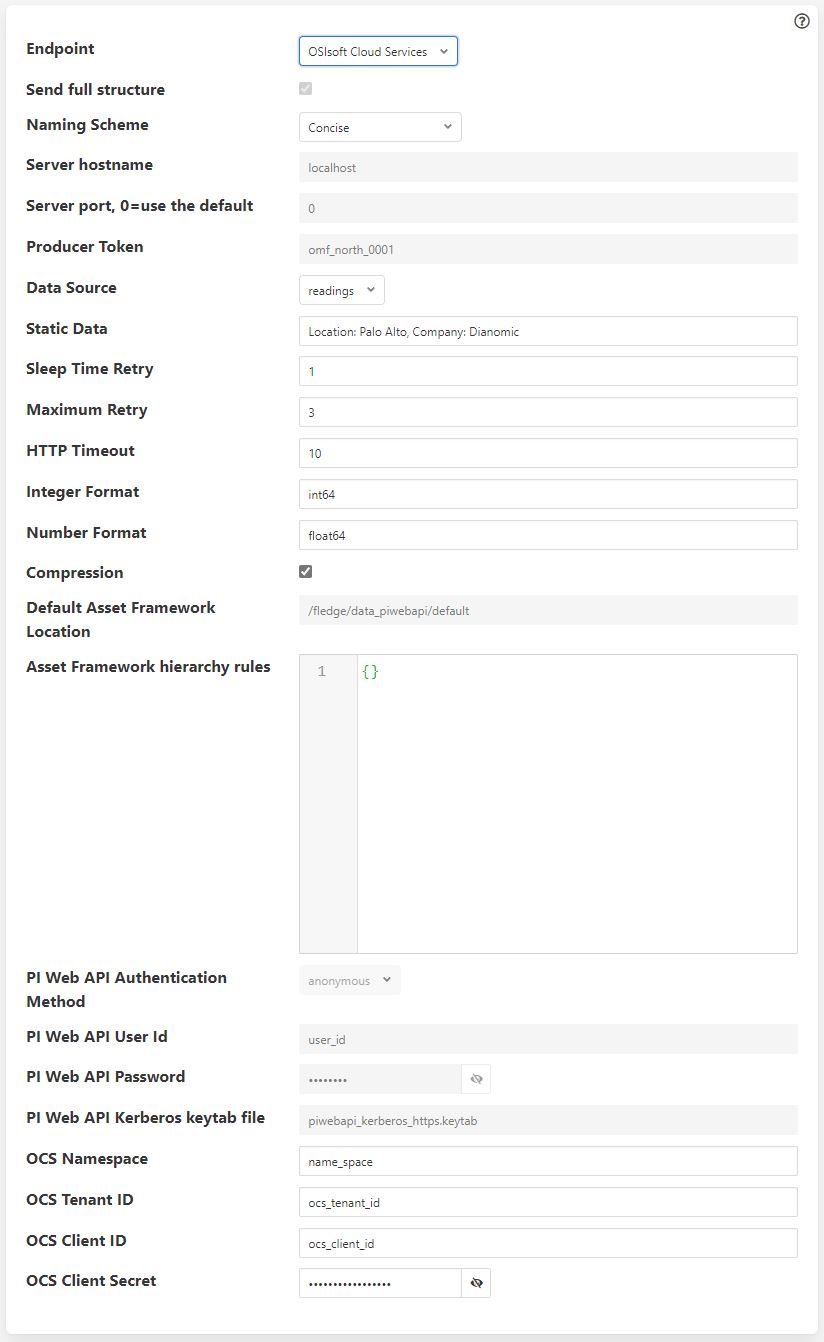 Endpoint
OSIsoft Cloud Services
Send full structure
Naming Scheme
Concise
Server hostname
localhost
Server port, 0=use the default
0
Producer Token
omf_north_0001
Data Source
readings
Static Data
Location: Palo Alto, Company: Dianomic
Sleep Time Retry
1
Maximum Retry
3
HTTP Timeout
10
Integer Format
int64
Number Format
float64
Compression
Default Asset Framework
Location
/fledge/data_piwebapi/default
Asset Framework hierarchy rules
1
{}
PI Web API Authentication
Method
anonymous
PI Web API User Id
user_id
PI Web API Password
••••••••
PI Web API Kerberos keytab file
piwebapi_kerberos_https.keytab
OCS Namespace
name_space
OCS Tenant ID
ocs_tenant_id
OCS Client ID
ocs_client_id
OCS Client Secret
•••••••••••••••••